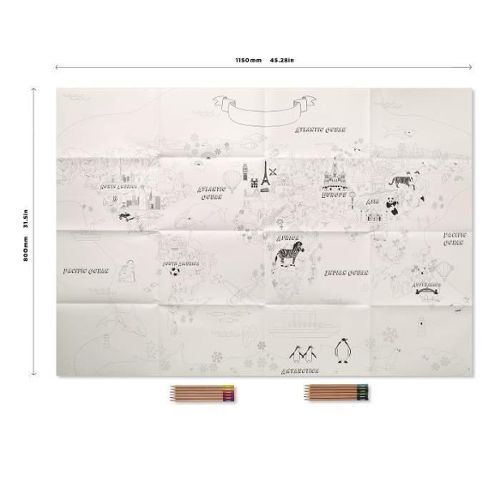 1150mm 45.28in
800mm 31.5in
ATLANTIC OCEAN
NORTH AMERICA
ATLANTIC
OCEAN
EUROPE
ASIA
AFRICA
PACIFIC
OCEAN
SOUTH AMERICA
PACIFIC OCEAN
INDIAN OCEAN
AUSTRALIA
ANTARCTICA